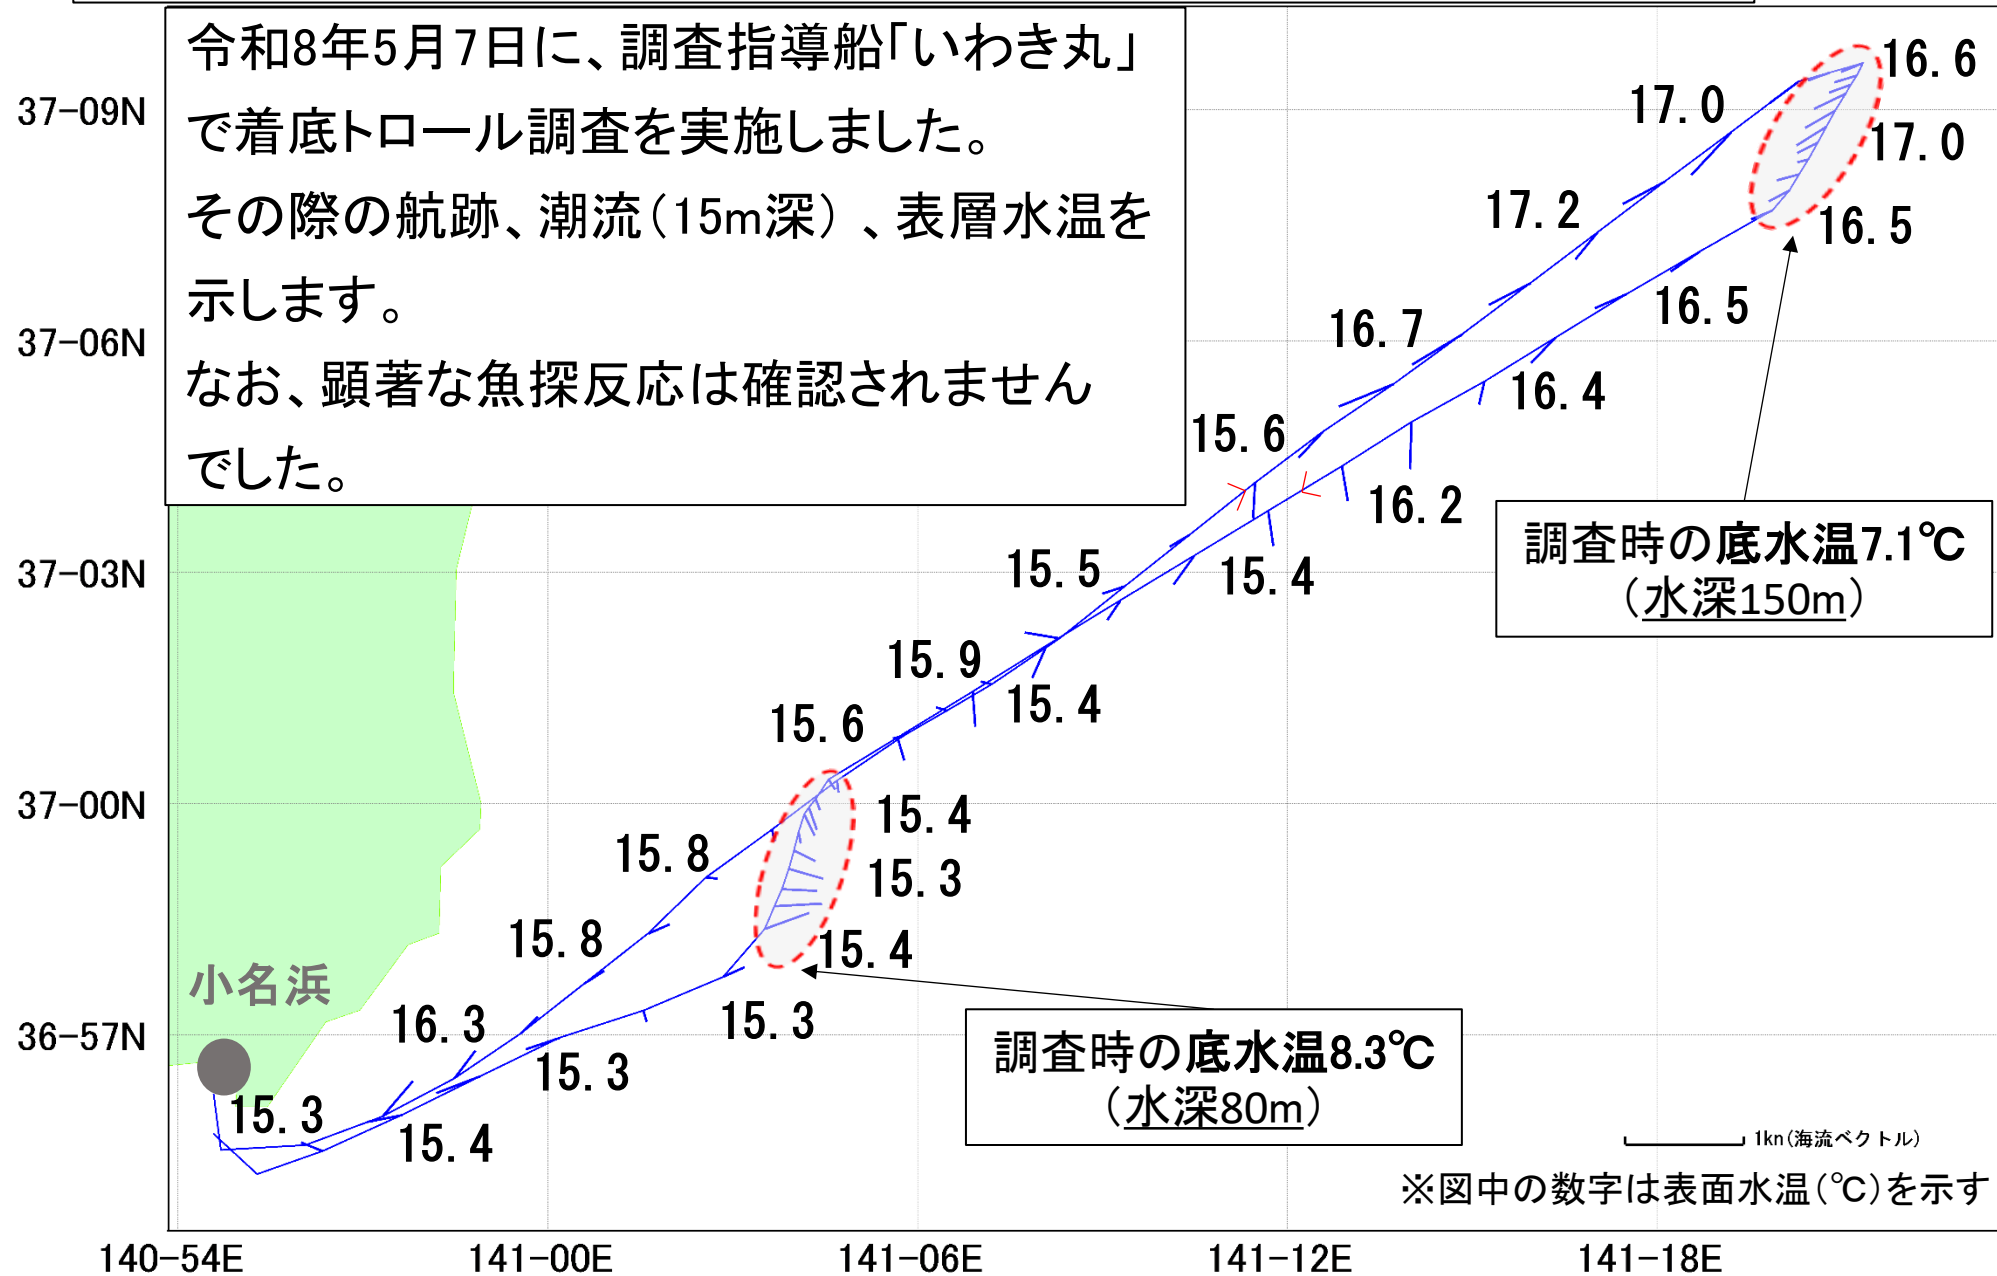 令和8年5月7日に、調査指導船「いわき丸」
で着底トロール調査を実施しました。
その際の航跡、潮流（15m深）、表層水温を
示します。
なお、顕著な魚探反応は確認されません
でした。
37-09N
37-06N
37-03N
37-00N
36-57N
16.6
17.0
17.0
17.2
16.5
16.5
16.7
16.4
15.6
16.2
調査時の底水温7.1℃
（水深150m）
15.5
15.4
15.9
15.4
15.6
15.4
15.8
15.3
15.8
15.4
小名浜
16.3
15.3
15.3
調査時の底水温8.3℃
（水深80m）
15.3
15.4
1kn(海流ベクトル)
※図中の数字は表面水温(℃)を示す
140-54E
141-00E
141-06E
141-12E
141-18E